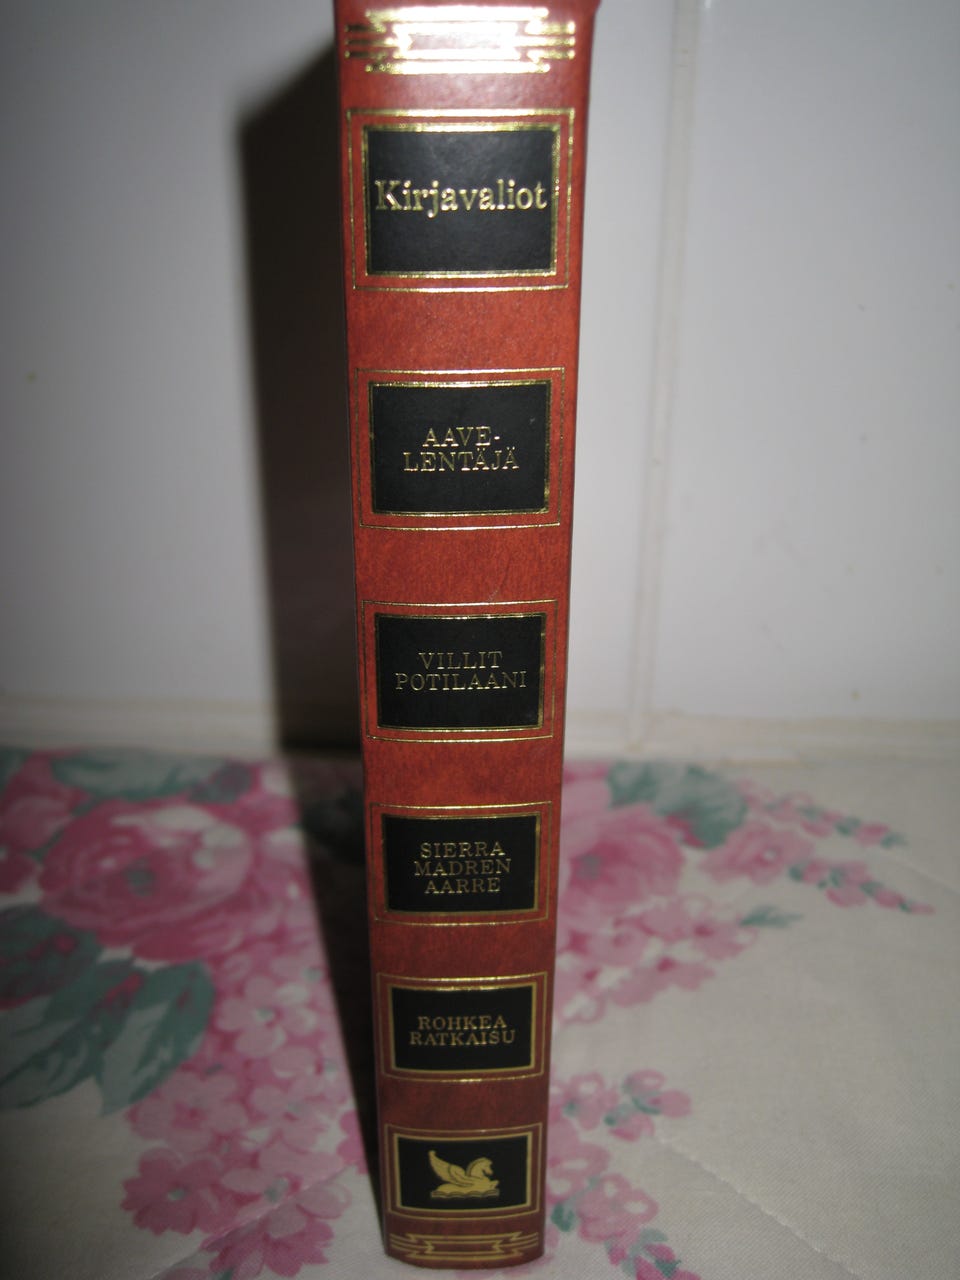 Kirjavaliot
AAVE-
LENTÄJÄ
VILLIT
POTILAANI
SIERRA
MADREN
AARRE
ROHKEA
RATKAISU